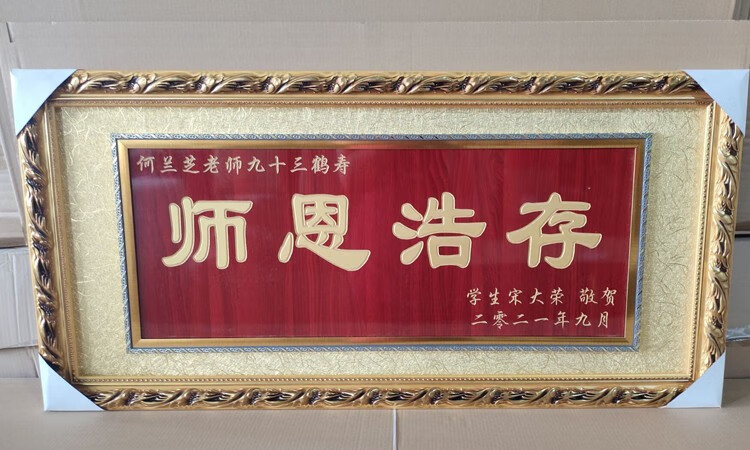 何兰芝老师九十三鹤寿
师恩浩存
学生宋大荣 敬贺
二零二一年九月